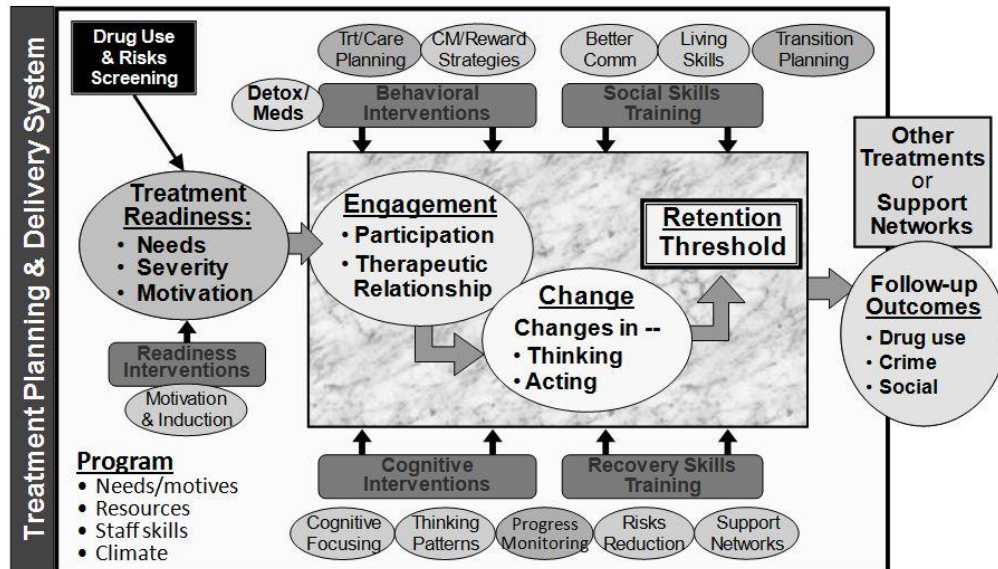 Treatment Planning & Delivery System
Drug Use
& Risks
Screening
Trt/Care
Planning
CM/Reward
Strategies
Better
Comm
Living
Skills
Transition
Planning
Detox/
Meds
Behavioral
Interventions
Social Skills
Training
Treatment
Readiness:
• Needs
• Severity
• Motivation
Engagement
• Participation
• Therapeutic
Relationship
Change
Changes in --
• Thinking
• Acting
Retention
Threshold
Other
Treatments
or
Support
Networks
Follow-up
Outcomes
• Drug use
• Crime
• Social
Readiness
Interventions
Motivation
& Induction
Program
• Needs/motives
• Resources
• Staff skills
• Climate
Cognitive
Interventions
Recovery Skills
Training
Cognitive
Focusing
Thinking
Patterns
Progress
Monitoring
Risks
Reduction
Support
Networks